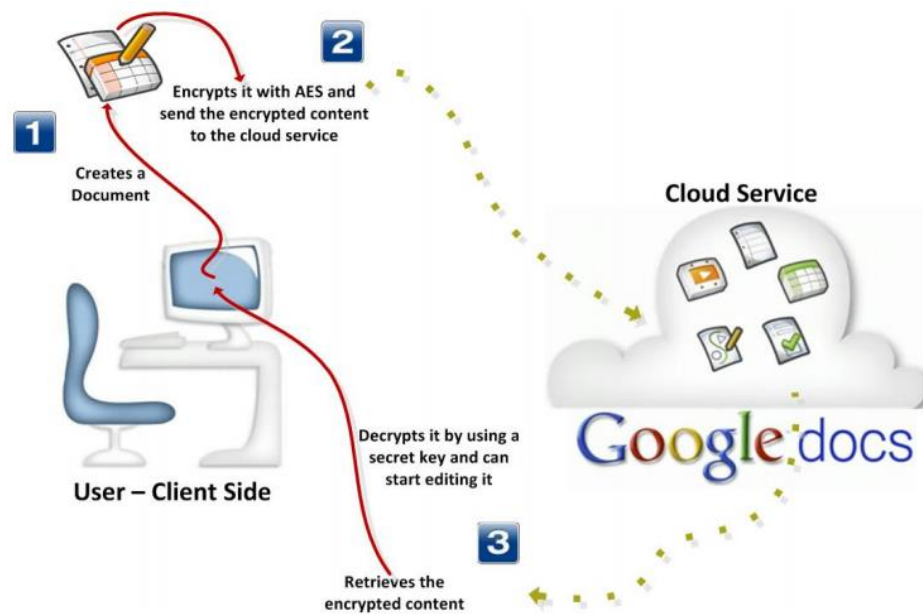 1
Creates a
Document
2
Encrypts it with AES and
send the encrypted content
to the cloud service
Cloud Service
Google docs
3
Retrieves the
encrypted content
Decrypts it by using a
secret key and can
start editing it
User – Client Side